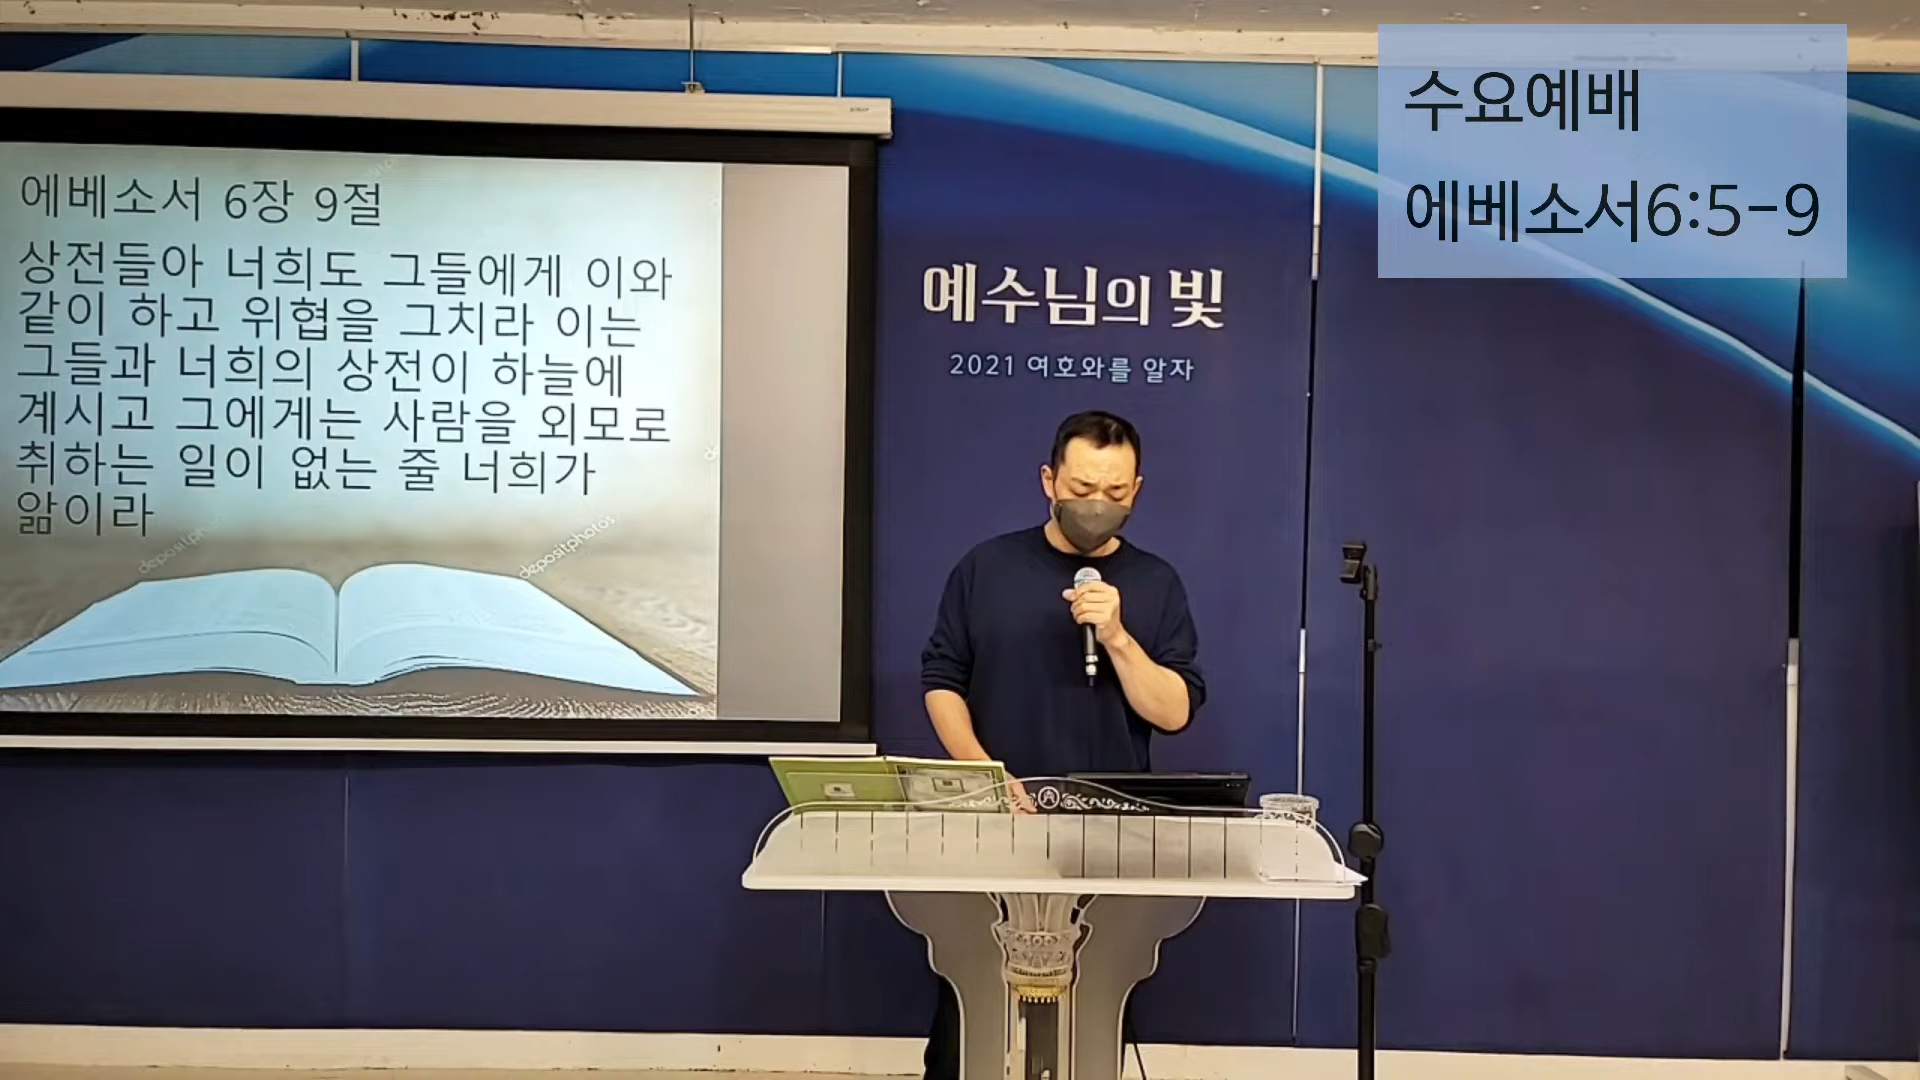 수요예배
에베소서6:5-9
에베소서 6장 9절
상전들아 너희도 그들에게 이와
같이 하고 위협을 그치라 이는
그들과 너희의 상전이 하늘에
계시고 그에게는 사람을 외모로
취하는 일이 없는 줄 너희가
앎이라
depositphotos
depositphotos
예수님의 빛
2021 여호와를 알자